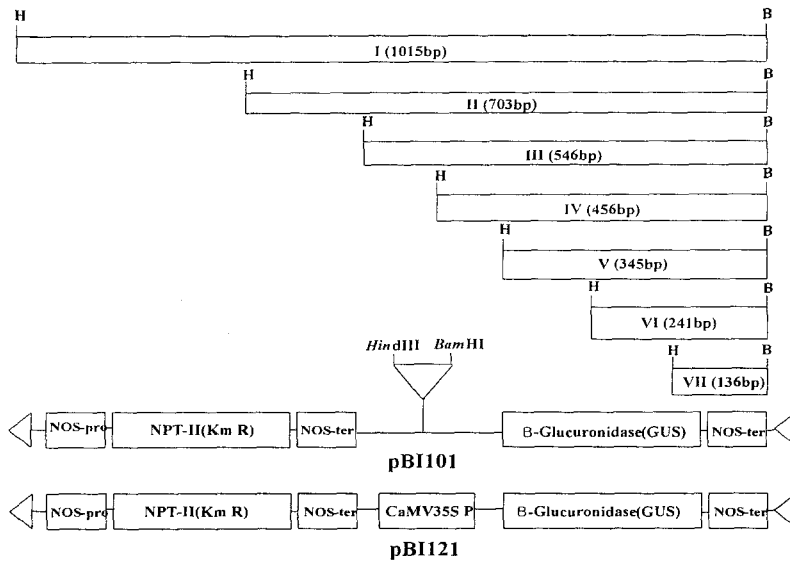 H B
I (1015bp)
H B
II (703bp)
H B
III (546bp)
H B
IV (456bp)
H B
V (345bp)
H B
VI (241bp)
HindIII BamHI H B
VII (136bp)
NOS-pro NPT-II(Km R) NOS-ter B-Glucuronidase(GUS) NOS-ter
pBI101
NOS-pro NPT-II(Km R) NOS-ter CaMV35S P B-Glucuronidase(GUS) NOS-ter
pBI121